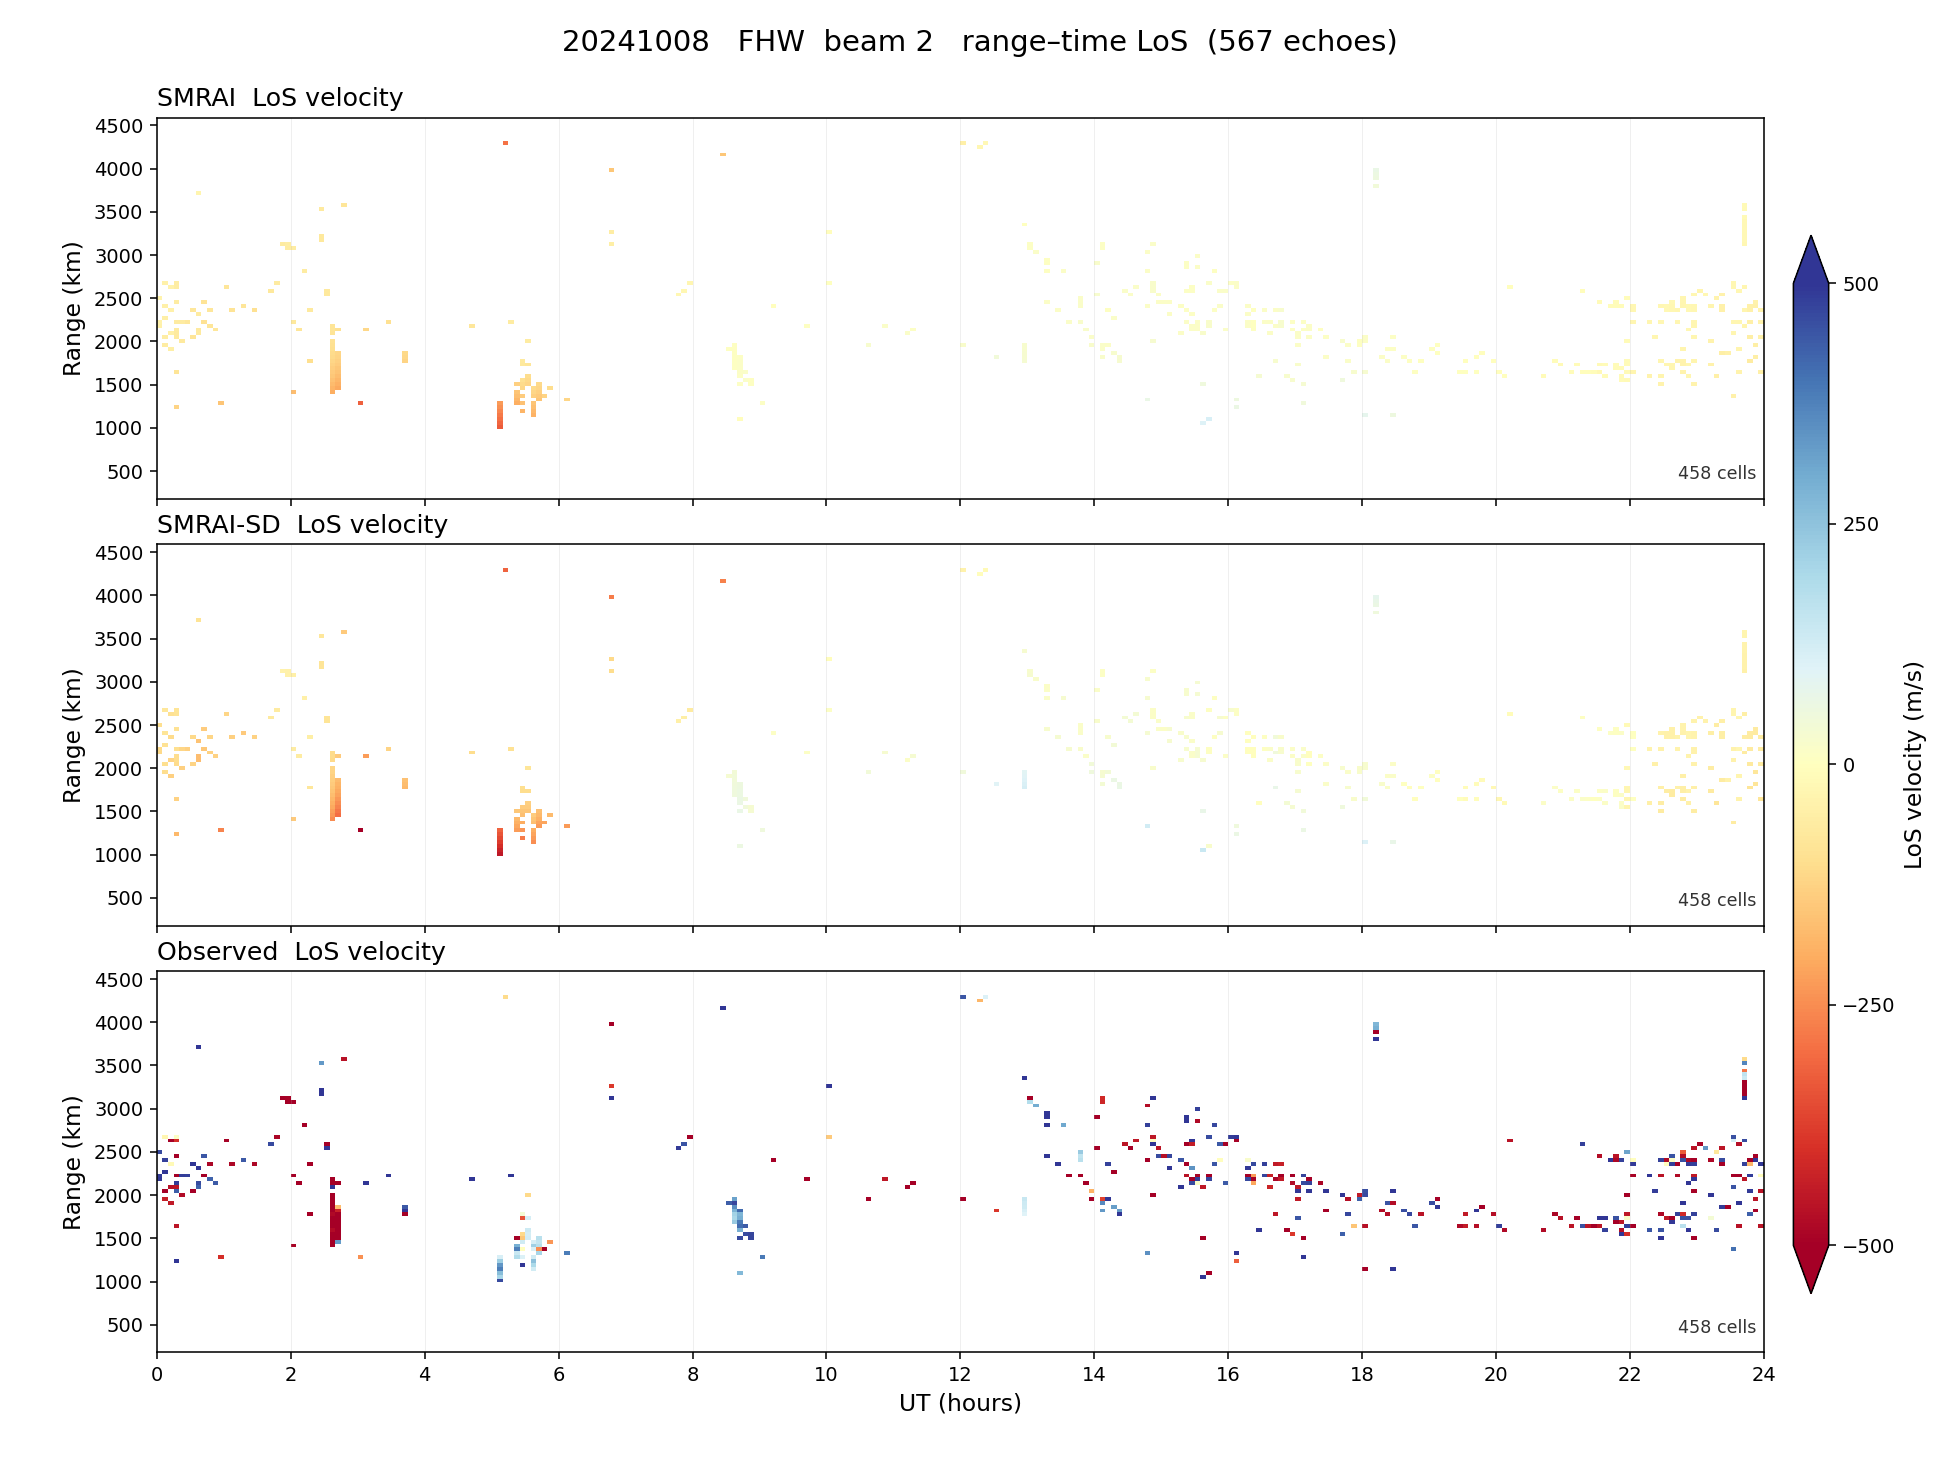 20241008   FHW  beam 2   range–time LoS  (567 echoes)
SMRAI  LoS velocity
4500
4000
3500
3000
2500
2000
1500
1000
500
Range (km)
458 cells
SMRAI-SD  LoS velocity
4500
4000
3500
3000
2500
2000
1500
1000
500
Range (km)
458 cells
Observed  LoS velocity
4500
4000
3500
3000
2500
2000
1500
1000
500
Range (km)
458 cells
0 2 4 6 8 10 12 14 16 18 20 22 24
UT (hours)
500
250
0
−250
−500
LoS velocity (m/s)